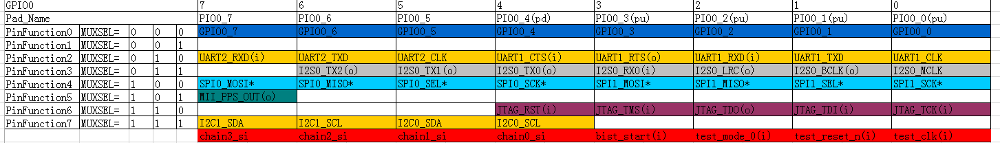 GPIO0 7 6 5 4 3 2 1 0
Pad_Name PIO0_7 PIO0_6 PIO0_5 PIO0_4(pd) PIO0_3(pu) PIO0_2(pu) PIO0_1(pu) PIO0_0(pu)
PinFunction0 MUXSEL= 0 0 0 GPIO0_7 GPIO0_6 GPIO0_5 GPIO0_4 GPIO0_3 GPIO0_2 GPIO0_1 GPIO0_0
PinFunction1 MUXSEL= 0 0 1
PinFunction2 MUXSEL= 0 1 0 UART2_RXD(i) UART2_TXD UART2_CLK UART1_CTS(i) UART1_RTS(o) UART1_RXD(i) UART1_TXD UART1_CLK
PinFunction3 MUXSEL= 0 1 1 I2S0_TX2(o) I2S0_TX1(o) I2S0_TX0(o) I2S0_RX0(i) I2S0_LRC(o) I2S0_BCLK(o) I2S0_MCLK
PinFunction4 MUXSEL= 1 0 0 SPI0_MOSI* SPI0_MISO* SPI0_SEL* SPI0_SCK* SPI1_MOSI* SPI1_MISO* SPI1_SEL* SPI1_SCK*
PinFunction5 MUXSEL= 1 0 1 MII_PPS_OUT(o)
PinFunction6 MUXSEL= 1 1 0 JTAG_RST(i) JTAG_TMS(i) JTAG_TDO(o) JTAG_TDI(i) JTAG_TCK(i)
PinFunction7 MUXSEL= 1 1 1 I2C1_SDA I2C1_SCL I2C0_SDA I2C0_SCL
chain3_si chain2_si chain1_si chain0_si bist_start(i) test_mode_0(i) test_reset_n(i) test_clk(i)